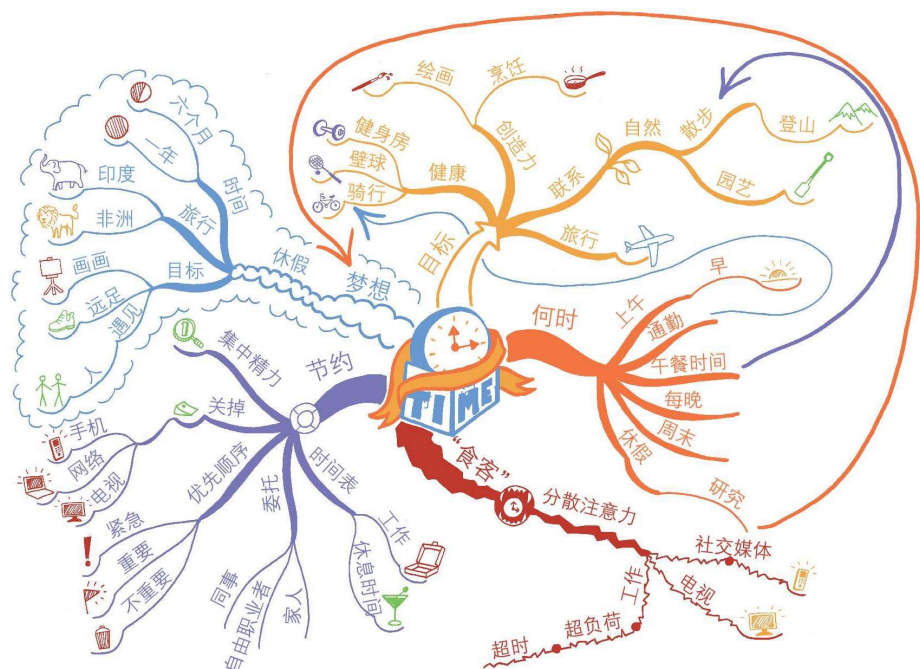 TIME
目标
创造力
绘画
烹饪
健康
健身房
壁球
骑行
联系
自然
散步
登山
园艺
旅行
何时
上午
早
通勤
午餐时间
每晚
周末
休假
研究
“食客”
分散注意力
社交媒体
电视
工作
超负荷
超时
节约
时间表
工作
休息时间
委托
家人
自由职业者
同事
优先顺序
紧急
重要
不重要
关掉
手机
网络
电视
集中精力
1
梦想
休假
时间
六个月
一年
旅行
印度
非洲
目标
画画
远足
遇见
人